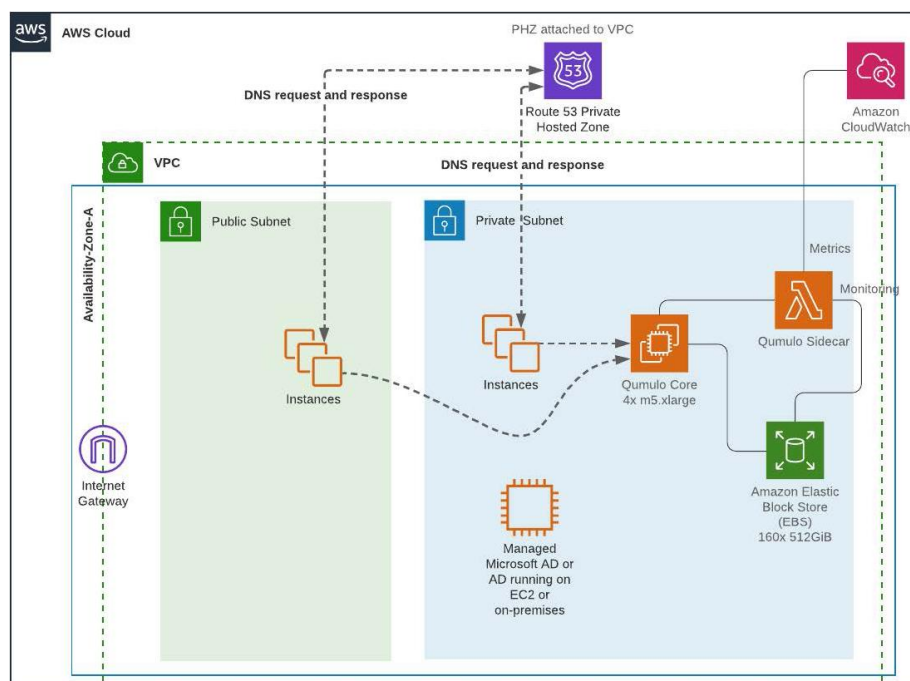 aws
AWS Cloud
PHZ attached to VPC
53
DNS request and response
Route 53 Private
Hosted Zone
Amazon
CloudWatch
VPC
DNS request and response
Availability-Zone-A
Public Subnet
Private Subnet
Metrics
Monitoring
Qumulo Sidecar
Instances
Instances
Qumulo Core
4x m5.xlarge
Internet
Gateway
Amazon Elastic
Block Store
(EBS)
160x 512GiB
Managed
Microsoft AD or
AD running on
EC2 or
on-premises